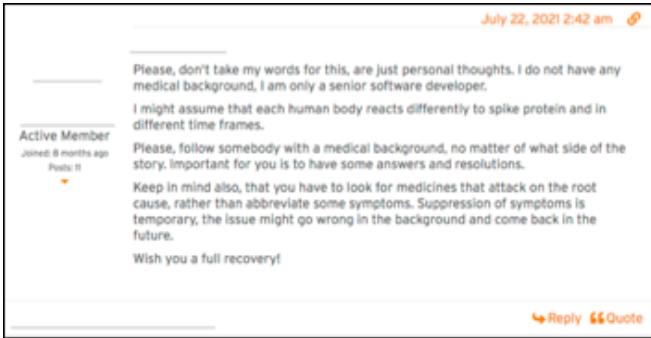 July 22, 2021 2:42 am
Please, don't take my words for this, are just personal thoughts. I do not have any
medical background, I am only a senior software developer.
I might assume that each human body reacts differently to spike protein and in
different time frames.
Active Member
Joined: 8 months ago
Posts: 11
Please, follow somebody with a medical background, no matter of what side of the
story. Important for you is to have some answers and resolutions.
Keep in mind also, that you have to look for medicines that attack on the root
cause, rather than abbreviate some symptoms. Suppression of symptoms is
temporary, the issue might go wrong in the background and come back in the
future.
Wish you a full recovery!
Reply Quote